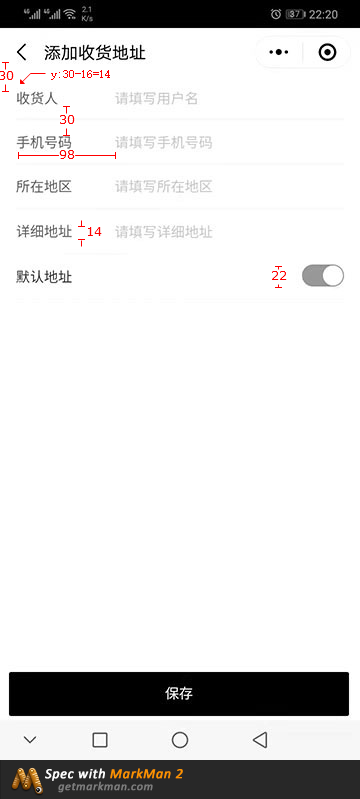 4G 4G 2.1 K/s 37 22:20
添加收货地址
30 y:30-16=14
收货人 请填写用户名
30
手机号码 请填写手机号码
98
所在地区 请填写所在地区
详细地址 14 请填写详细地址
默认地址 22
保存
Spec with MarkMan 2
getmarkman.com